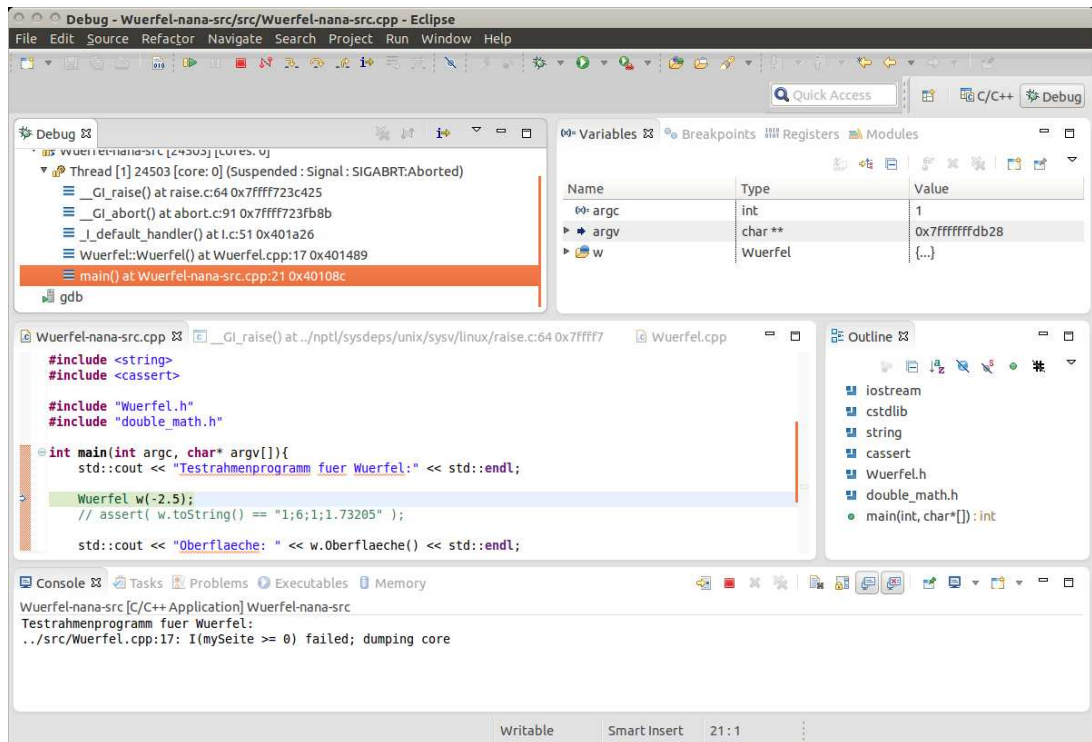 Debug - Wuerfel-nana-src/src/Wuerfel-nana-src.cpp - Eclipse
File Edit Source Refactor Navigate Search Project Run Window Help
Quick Access C/C++ Debug
Debug
Wuerfel-nana-src [24503] [cores: 0]
Thread [1] 24503 [core: 0] (Suspended : Signal : SIGABRT:Aborted)
__GI_raise() at raise.c:64 0x7ffff723c425
__GI_abort() at abort.c:91 0x7ffff723fb8b
_I_default_handler() at I.c:51 0x401a26
Wuerfel::Wuerfel() at Wuerfel.cpp:17 0x401489
main() at Wuerfel-nana-src.cpp:21 0x40108c
gdb
Variables Breakpoints Registers Modules
Name Type Value
argc int 1
argv char ** 0x7fffffffdb28
w Wuerfel {...}
Wuerfel-nana-src.cpp __GI_raise() at ../nptl/sysdeps/unix/sysv/linux/raise.c:64 0x7ffff7 Wuerfel.cpp
#include <string>
#include <cassert>
#include "Wuerfel.h"
#include "double_math.h"
int main(int argc, char* argv[]){
std::cout << "Testrahmenprogramm fuer Wuerfel:" << std::endl;
Wuerfel w(-2.5);
// assert( w.toString() == "1;6;1;1.73205" );
std::cout << "Oberflaeche: " << w.Oberflaeche() << std::endl;
Outline
iostream
cstdlib
string
cassert
Wuerfel.h
double_math.h
main(int, char*[]) : int
Console Tasks Problems Executables Memory
Wuerfel-nana-src [C/C++ Application] Wuerfel-nana-src
Testrahmenprogramm fuer Wuerfel:
../src/Wuerfel.cpp:17: I(mySeite >= 0) failed; dumping core
Writable Smart Insert 21 : 1